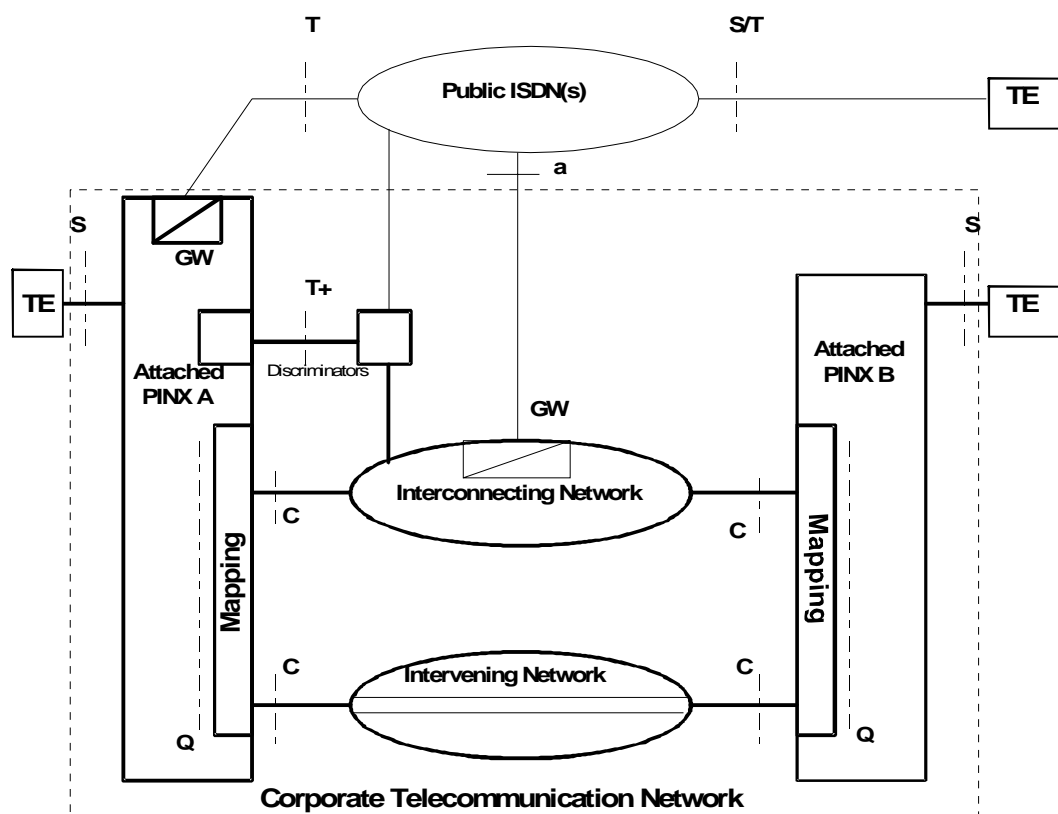 T
S/T
Public ISDN(s)
TE
a
S
S
GW
T+
TE
TE
Attached
PINX A
Discriminators
Attached
PINX B
GW
Interconnecting Network
C
C
Mapping
Mapping
C
Intervening Network
C
Q
Q
Corporate Telecommunication Network